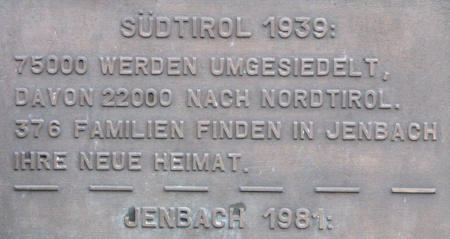 SÜDTIROL 1939:
75000 WERDEN UMGESIEDELT,
DAVON 22000 NACH NORDTIROL.
376 FAMILIEN FINDEN IN JENBACH
IHRE NEUE HEIMAT.
— — — — — —
JENBACH 1981: